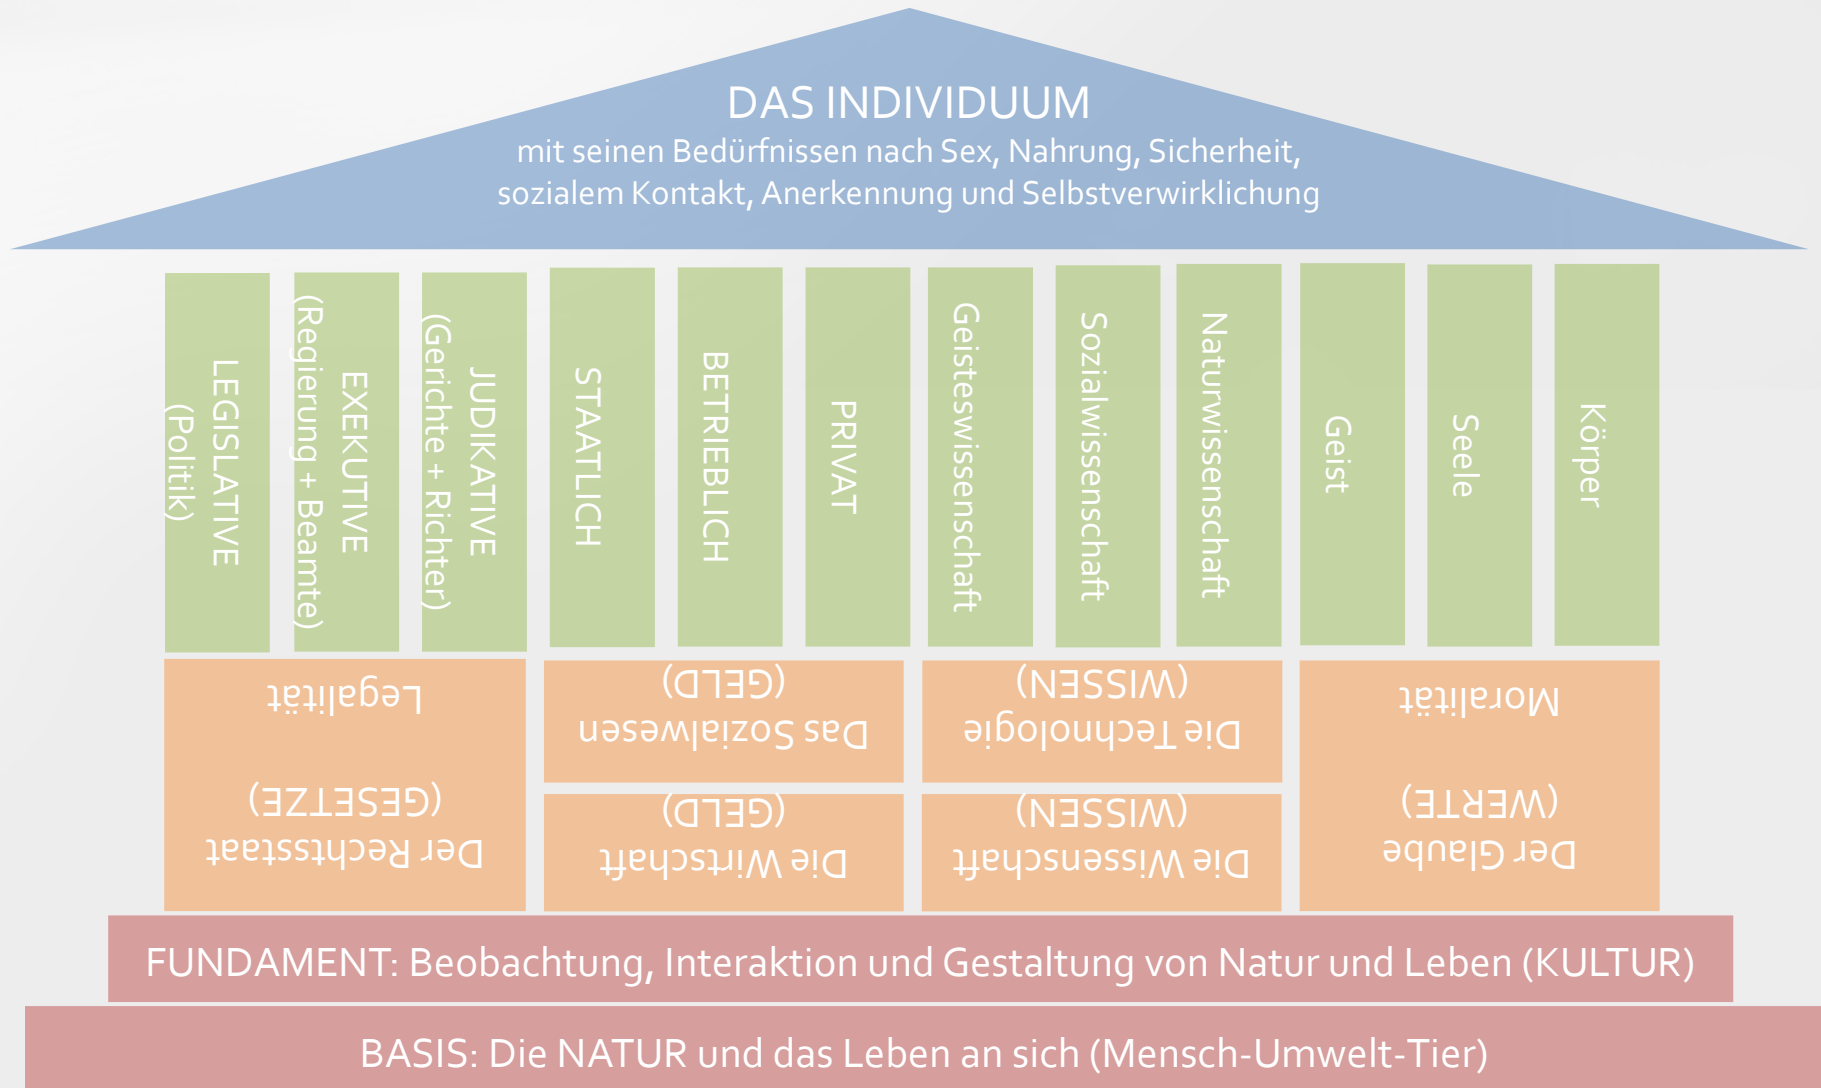 DAS INDIVIDUUM
mit seinen Bedürfnissen nach Sex, Nahrung, Sicherheit,
sozialem Kontakt, Anerkennung und Selbstverwirklichung
LEGISLATIVE
(Politik)
EXEKUTIVE
(Regierung + Beamte)
JUDIKATIVE
(Gerichte + Richter)
STAATLICH
BETRIEBLICH
PRIVAT
Geisteswissenschaft
Sozialwissenschaft
Naturwissenschaft
Geist
Seele
Körper
Der Rechtsstaat
(GESETZE)
Legalität
Das Sozialwesen
(GELD)
Die Wirtschaft
(GELD)
Die Technologie
(WISSEN)
Die Wissenschaft
(WISSEN)
Der Glaube
(WERTE)
Moralität
FUNDAMENT: Beobachtung, Interaktion und Gestaltung von Natur und Leben (KULTUR)
BASIS: Die NATUR und das Leben an sich (Mensch-Umwelt-Tier)